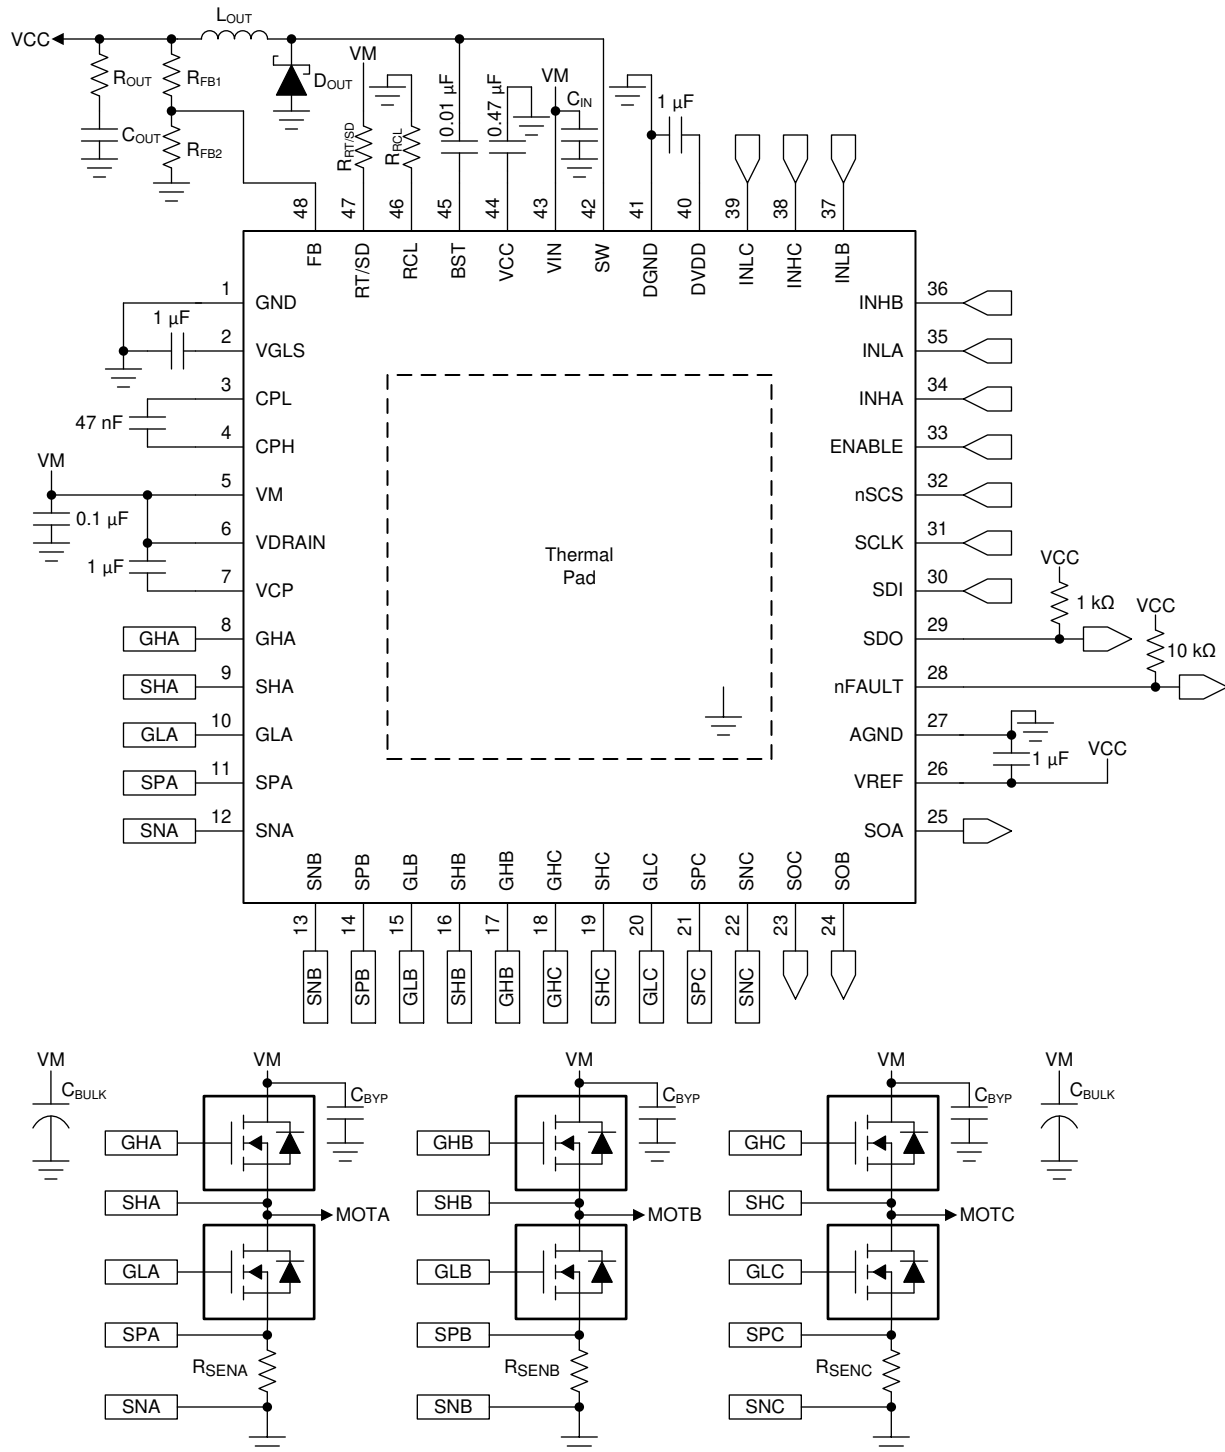 LOUT
VCC
ROUT
RFB1
DOUT
COUT
RFB2
VM
RRT/SD
RRCL
0.01 µF
0.47 µF
VM
CIN
1 µF
48 47 46 45 44 43 42 41 40 39 38 37
FB RT/SD RCL BST VCC VIN SW DGND DVDD INLC INHC INLB
1 GND
1 µF
2 VGLS
3 CPL
47 nF
4 CPH
VM
5 VM
0.1 µF
6 VDRAIN
1 µF
7 VCP
GHA 8 GHA
SHA 9 SHA
GLA 10 GLA
SPA 11 SPA
SNA 12 SNA
Thermal
Pad
INHB 36
INLA 35
INHA 34
ENABLE 33
nSCS 32
SCLK 31
SDI 30
VCC
1 kΩ
SDO 29
VCC
10 kΩ
nFAULT 28
AGND 27
1 µF
VCC
VREF 26
SOA 25
SNB SPB GLB SHB GHB GHC SHC GLC SPC SNC SOC SOB
13 14 15 16 17 18 19 20 21 22 23 24
SNB SPB GLB SHB GHB GHC SHC GLC SPC SNC
VM
CBULK
VM
CBYP
GHA
SHA
MOTA
GLA
SPA
RSENA
SNA
VM
CBYP
GHB
SHB
MOTB
GLB
SPB
RSENB
SNB
VM
CBYP
GHC
SHC
MOTC
GLC
SPC
RSENC
SNC
VM
CBULK